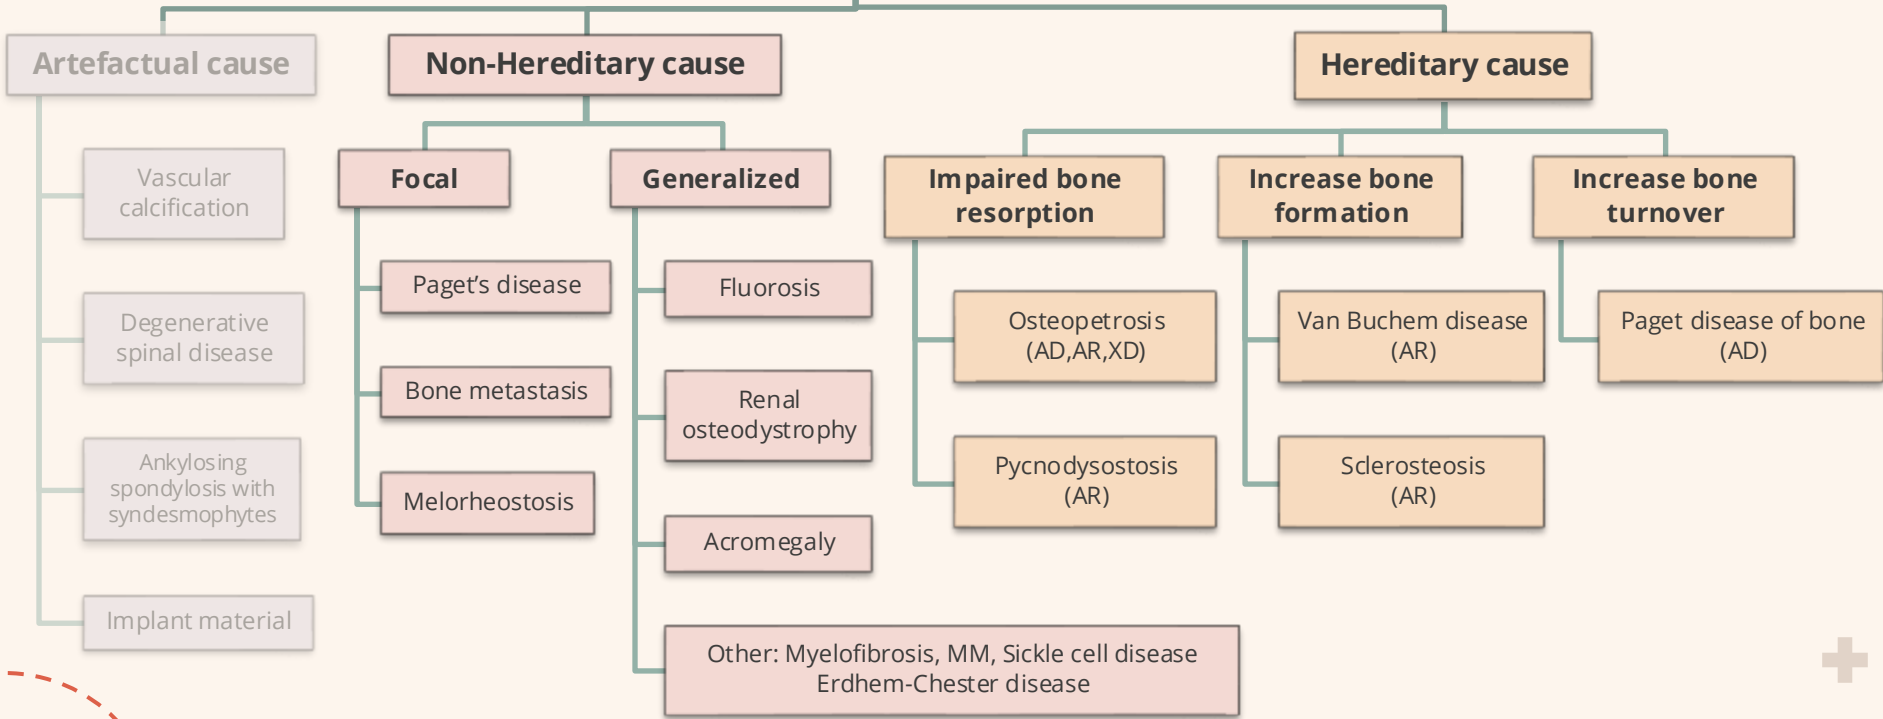 Artefactual cause
Vascular
calcification
Degenerative
spinal disease
Ankylosing
spondylosis with
syndesmophytes
Implant material
Non-Hereditary cause
Focal
Paget’s disease
Bone metastasis
Melorheostosis
Generalized
Fluorosis
Renal
osteodystrophy
Acromegaly
Other: Myelofibrosis, MM, Sickle cell disease
Erdhem-Chester disease
Hereditary cause
Impaired bone
resorption
Osteopetrosis
(AD,AR,XD)
Pycnodysostosis
(AR)
Increase bone
formation
Van Buchem disease
(AR)
Sclerosteosis
(AR)
Increase bone
turnover
Paget disease of bone
(AD)